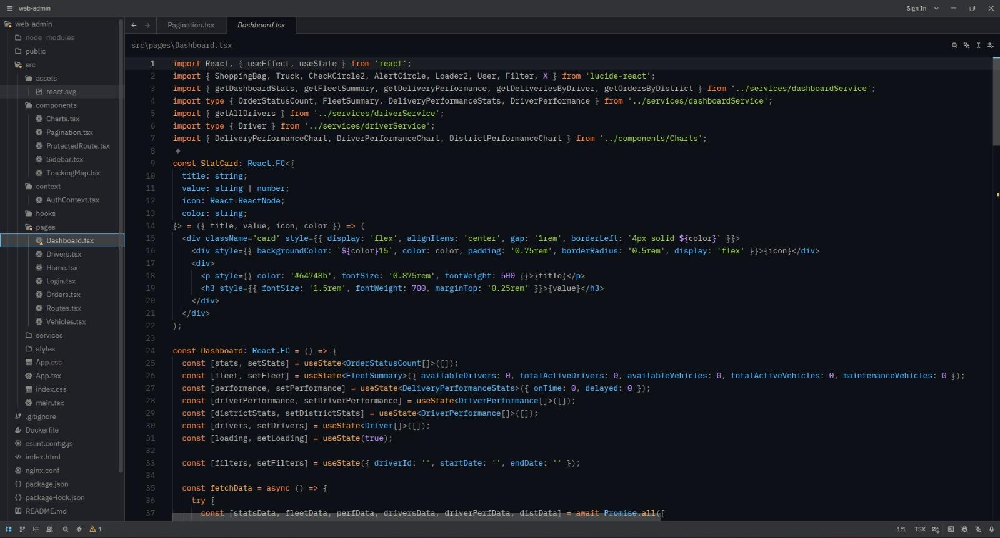 web-admin
Sign In
web-admin
node_modules
public
src
assets
react.svg
components
Charts.tsx
Pagination.tsx
ProtectedRoute.tsx
Sidebar.tsx
TrackingMap.tsx
context
AuthContext.tsx
hooks
pages
Dashboard.tsx
Drivers.tsx
Home.tsx
Login.tsx
Orders.tsx
Routes.tsx
Vehicles.tsx
services
styles
App.css
App.tsx
index.css
main.tsx
.gitignore
Dockerfile
eslint.config.js
index.html
nginx.conf
package.json
package-lock.json
README.md
Pagination.tsx
Dashboard.tsx
src\pages\Dashboard.tsx
1 import React, { useEffect, useState } from 'react';
2 import { ShoppingBag, Truck, CheckCircle2, AlertCircle, Loader2, User, Filter, X } from 'lucide-react';
3 import { getDashboardStats, getFleetSummary, getDeliveryPerformance, getDeliveriesByDriver, getOrdersByDistrict } from '../services/dashboardService';
4 import type { OrderStatusCount, FleetSummary, DeliveryPerformanceStats, DriverPerformance } from '../services/dashboardService';
5 import { getAllDrivers } from '../services/driverService';
6 import type { Driver } from '../services/driverService';
7 import { DeliveryPerformanceChart, DriverPerformanceChart, DistrictPerformanceChart } from '../components/Charts';
8
9 const StatCard: React.FC<{
10   title: string;
11   value: string | number;
12   icon: React.ReactNode;
13   color: string;
14 }> = ({ title, value, icon, color }) => (
15   <div className="card" style={{ display: 'flex', alignItems: 'center', gap: '1rem', borderLeft: `4px solid ${color}` }}>
16     <div style={{ backgroundColor: `${color}15`, color: color, padding: '0.75rem', borderRadius: '0.5rem', display: 'flex' }}>{icon}</div>
17     <div>
18       <p style={{ color: '#64748b', fontSize: '0.875rem', fontWeight: 500 }}>{title}</p>
19       <h3 style={{ fontSize: '1.5rem', fontWeight: 700, marginTop: '0.25rem' }}>{value}</h3>
20     </div>
21   </div>
22 );
23
24 const Dashboard: React.FC = () => {
25   const [stats, setStats] = useState<OrderStatusCount[]>([]);
26   const [fleet, setFleet] = useState<FleetSummary>({ availableDrivers: 0, totalActiveDrivers: 0, availableVehicles: 0, totalActiveVehicles: 0, maintenanceVehicles: 0 });
27   const [performance, setPerformance] = useState<DeliveryPerformanceStats>({ onTime: 0, delayed: 0 });
28   const [driverPerformance, setDriverPerformance] = useState<DriverPerformance[]>([]);
29   const [districtStats, setDistrictStats] = useState<DriverPerformance[]>([]);
30   const [drivers, setDrivers] = useState<Driver[]>([]);
31   const [loading, setLoading] = useState(true);
32
33   const [filters, setFilters] = useState({ driverId: '', startDate: '', endDate: '' });
34
35   const fetchData = async () => {
36     try {
37       const [statsData, fleetData, perfData, driversData, driverPerfData, distData] = await Promise.all([
1
1:1
TSX